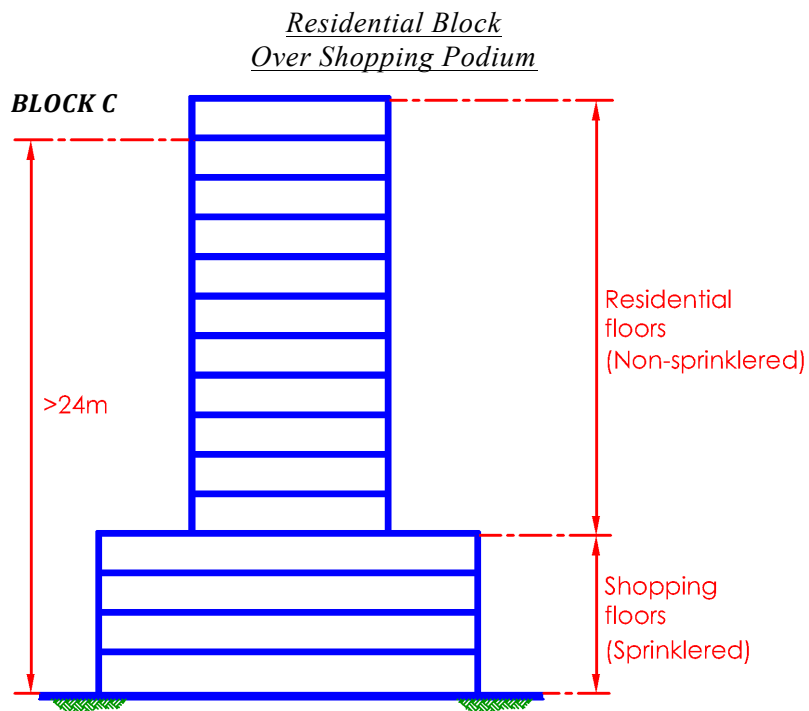 Residential Block
Over Shopping Podium
BLOCK C
Residential
floors
(Non-sprinklered)
>24m
Shopping
floors
(Sprinklered)